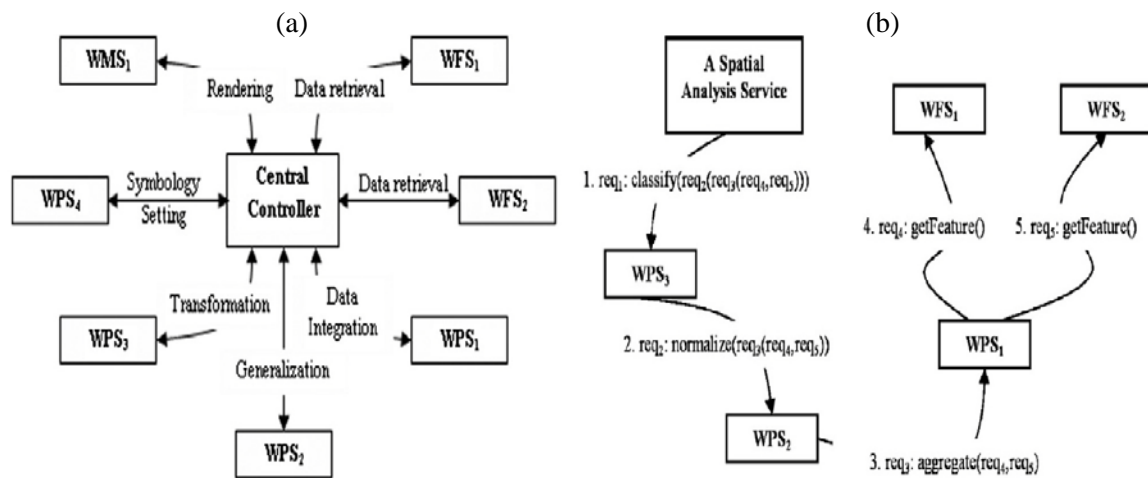 (a)
WMS₁
WFS₁
Rendering
Data retrieval
Central
Controller
WPS₄
Symbology
Setting
Data retrieval
WFS₂
Transformation
Data
Integration
WPS₃
WPS₁
Generalization
WPS₂
(b)
A Spatial
Analysis Service
WFS₁
WFS₂
1. req₁: classify(req₂(req₃(req₄,req₅)))
4. req₄: getFeature()
5. req₅: getFeature()
WPS₃
2. req₂: normalize(req₃(req₄,req₅))
WPS₁
WPS₂
3. req₃: aggregate(req₄,req₅)